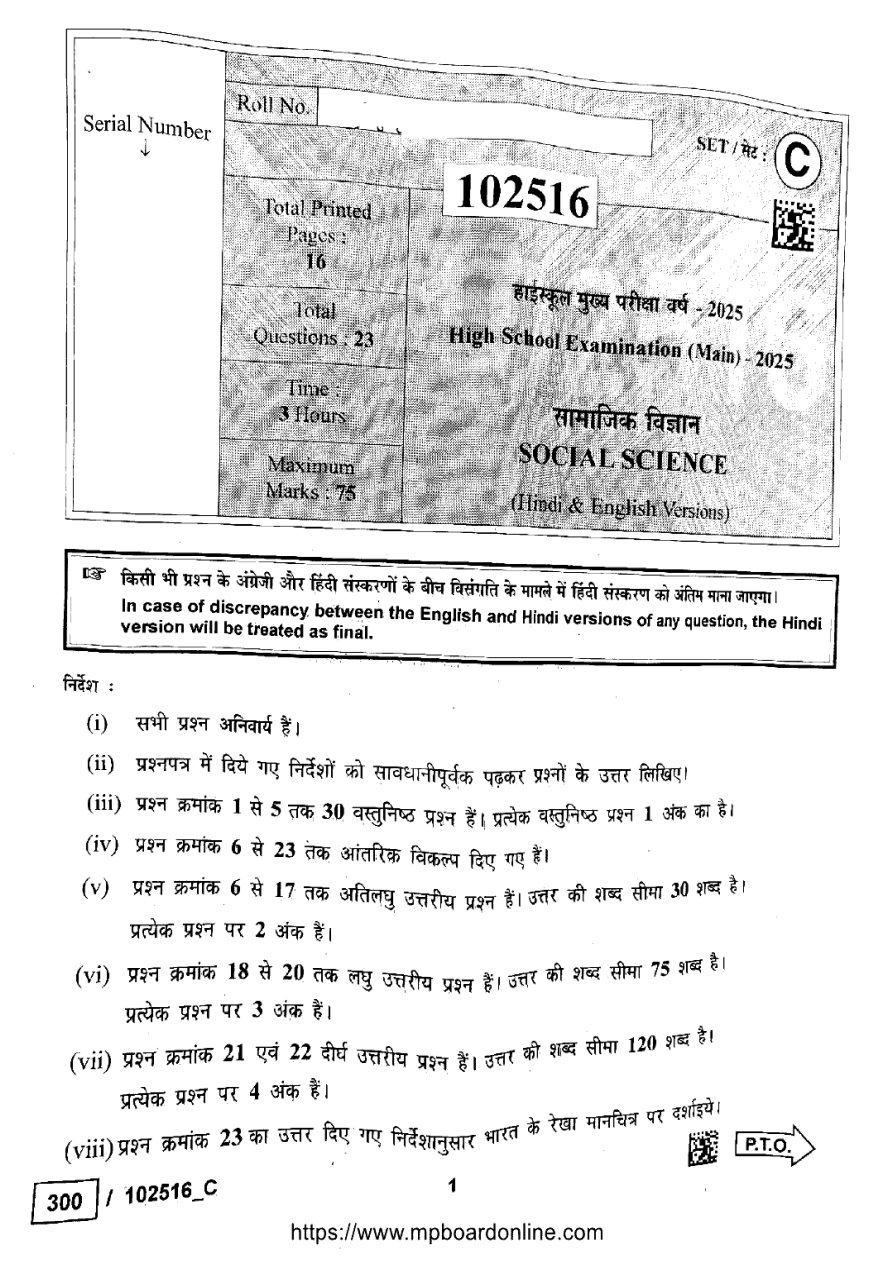 Serial Number
↓
Roll No.
SET / सेट : C
102516
Total Printed
Pages :
16
Total
Questions : 23
Time :
3 Hours
Maximum
Marks : 75
हाईस्कूल मुख्य परीक्षा वर्ष - 2025
High School Examination (Main) - 2025
सामाजिक विज्ञान
SOCIAL SCIENCE
(Hindi & English Versions)
☞ किसी भी प्रश्न के अंग्रेजी और हिंदी संस्करणों के बीच विसंगति के मामले में हिंदी संस्करण को अंतिम माना जाएगा।
In case of discrepancy between the English and Hindi versions of any question, the Hindi
version will be treated as final.
निर्देश :
(i) सभी प्रश्न अनिवार्य हैं।
(ii) प्रश्नपत्र में दिये गए निर्देशों को सावधानीपूर्वक पढ़कर प्रश्नों के उत्तर लिखिए।
(iii) प्रश्न क्रमांक 1 से 5 तक 30 वस्तुनिष्ठ प्रश्न हैं। प्रत्येक वस्तुनिष्ठ प्रश्न 1 अंक का है।
(iv) प्रश्न क्रमांक 6 से 23 तक आंतरिक विकल्प दिए गए हैं।
(v) प्रश्न क्रमांक 6 से 17 तक अतिलघु उत्तरीय प्रश्न हैं। उत्तर की शब्द सीमा 30 शब्द है।
प्रत्येक प्रश्न पर 2 अंक हैं।
(vi) प्रश्न क्रमांक 18 से 20 तक लघु उत्तरीय प्रश्न हैं। उत्तर की शब्द सीमा 75 शब्द है।
प्रत्येक प्रश्न पर 3 अंक हैं।
(vii) प्रश्न क्रमांक 21 एवं 22 दीर्घ उत्तरीय प्रश्न हैं। उत्तर की शब्द सीमा 120 शब्द है।
प्रत्येक प्रश्न पर 4 अंक हैं।
(viii) प्रश्न क्रमांक 23 का उत्तर दिए गए निर्देशानुसार भारत के रेखा मानचित्र पर दर्शाइये।
P.T.O.
300 / 102516_C
1
https://www.mpboardonline.com